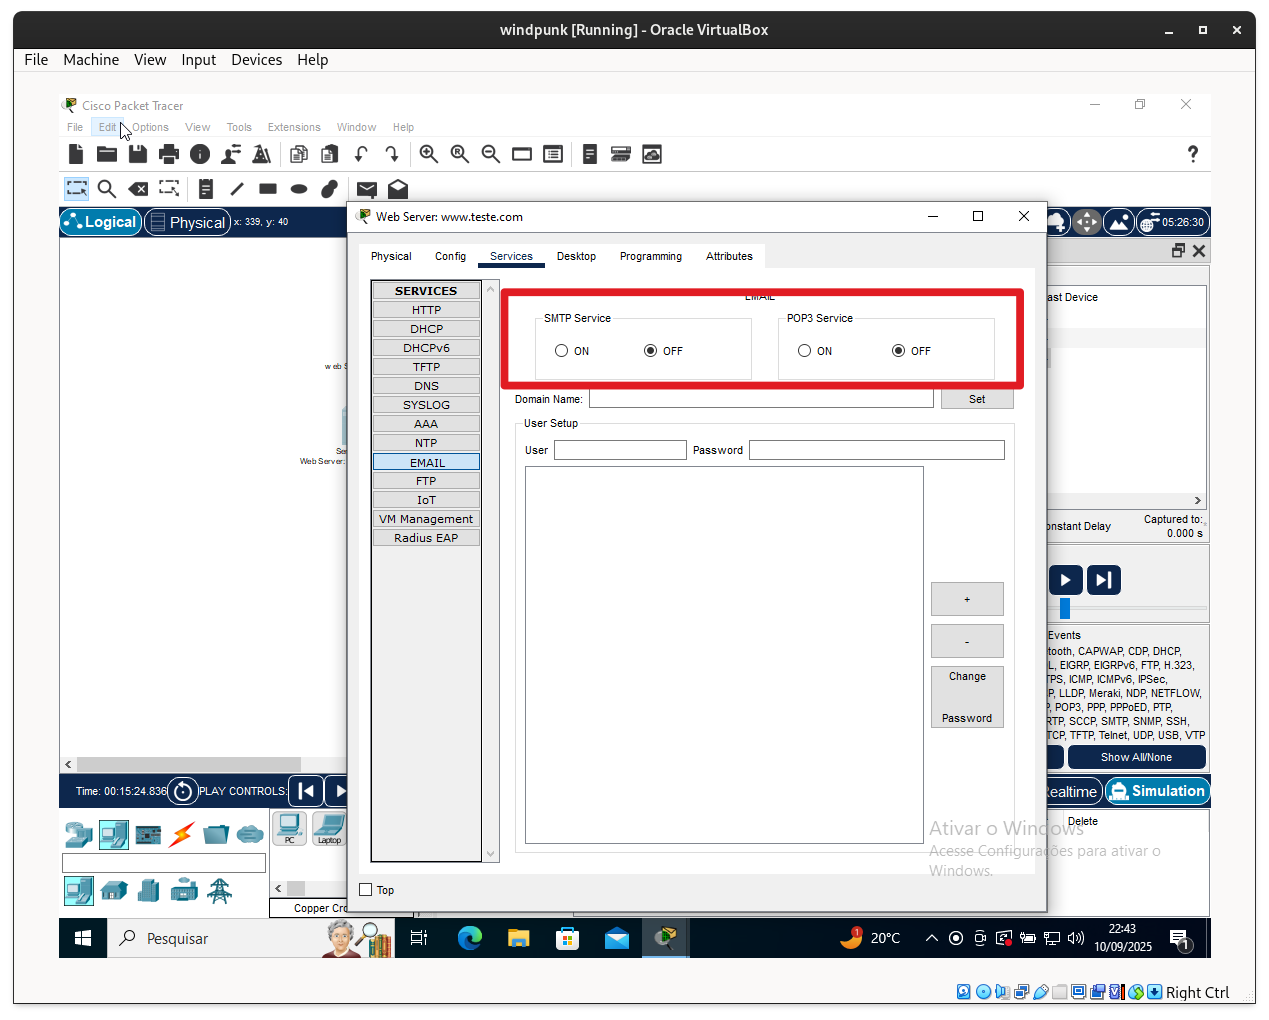 windpunk [Running] - Oracle VirtualBox
File Machine View Input Devices Help
Cisco Packet Tracer
File Edit Options View Tools Extensions Window Help
Logical Physical x: 339, y: 40
05:26:30
Web Server: www.teste.com
Physical Config Services Desktop Programming Attributes
SERVICES
HTTP
DHCP
DHCPv6
TFTP
DNS
SYSLOG
AAA
NTP
EMAIL
FTP
IoT
VM Management
Radius EAP
EMAIL
SMTP Service
ON OFF
POP3 Service
ON OFF
Domain Name: Set
User Setup
User Password
+
-
Change
Password
Top
web S
Se
Web Server:
ast Device
onstant Delay
Captured to:
0.000 s
Events
tooth, CAPWAP, CDP, DHCP,
L, EIGRP, EIGRPv6, FTP, H.323,
TPS, ICMP, ICMPv6, IPSec,
P, LLDP, Meraki, NDP, NETFLOW,
P, POP3, PPP, PPPoED, PTP,
RTP, SCCP, SMTP, SNMP, SSH,
TCP, TFTP, Telnet, UDP, USB, VTP
Show All/None
Time: 00:15:24.836 PLAY CONTROLS:
Realtime Simulation
PC Laptop
Copper Cro
Delete
Ativar o Windows
Acesse Configurações para ativar o
Windows.
Pesquisar
1
20°C
22:43
10/09/2025
1
Right Ctrl